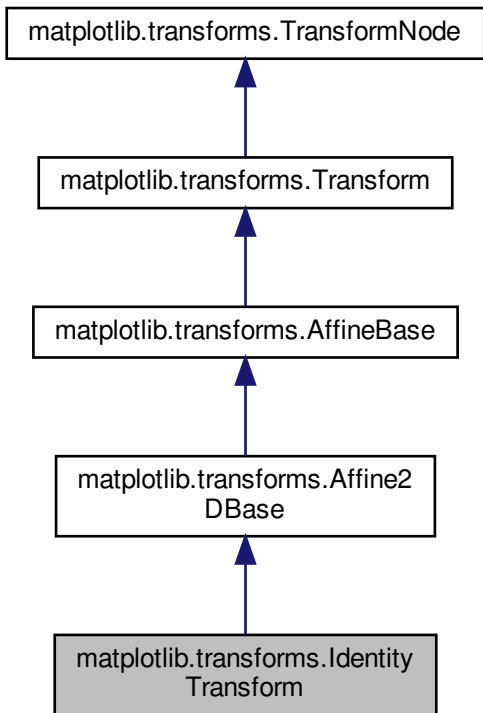 matplotlib.transforms.TransformNode
matplotlib.transforms.Transform
matplotlib.transforms.AffineBase
matplotlib.transforms.Affine2
DBase
matplotlib.transforms.Identity
Transform